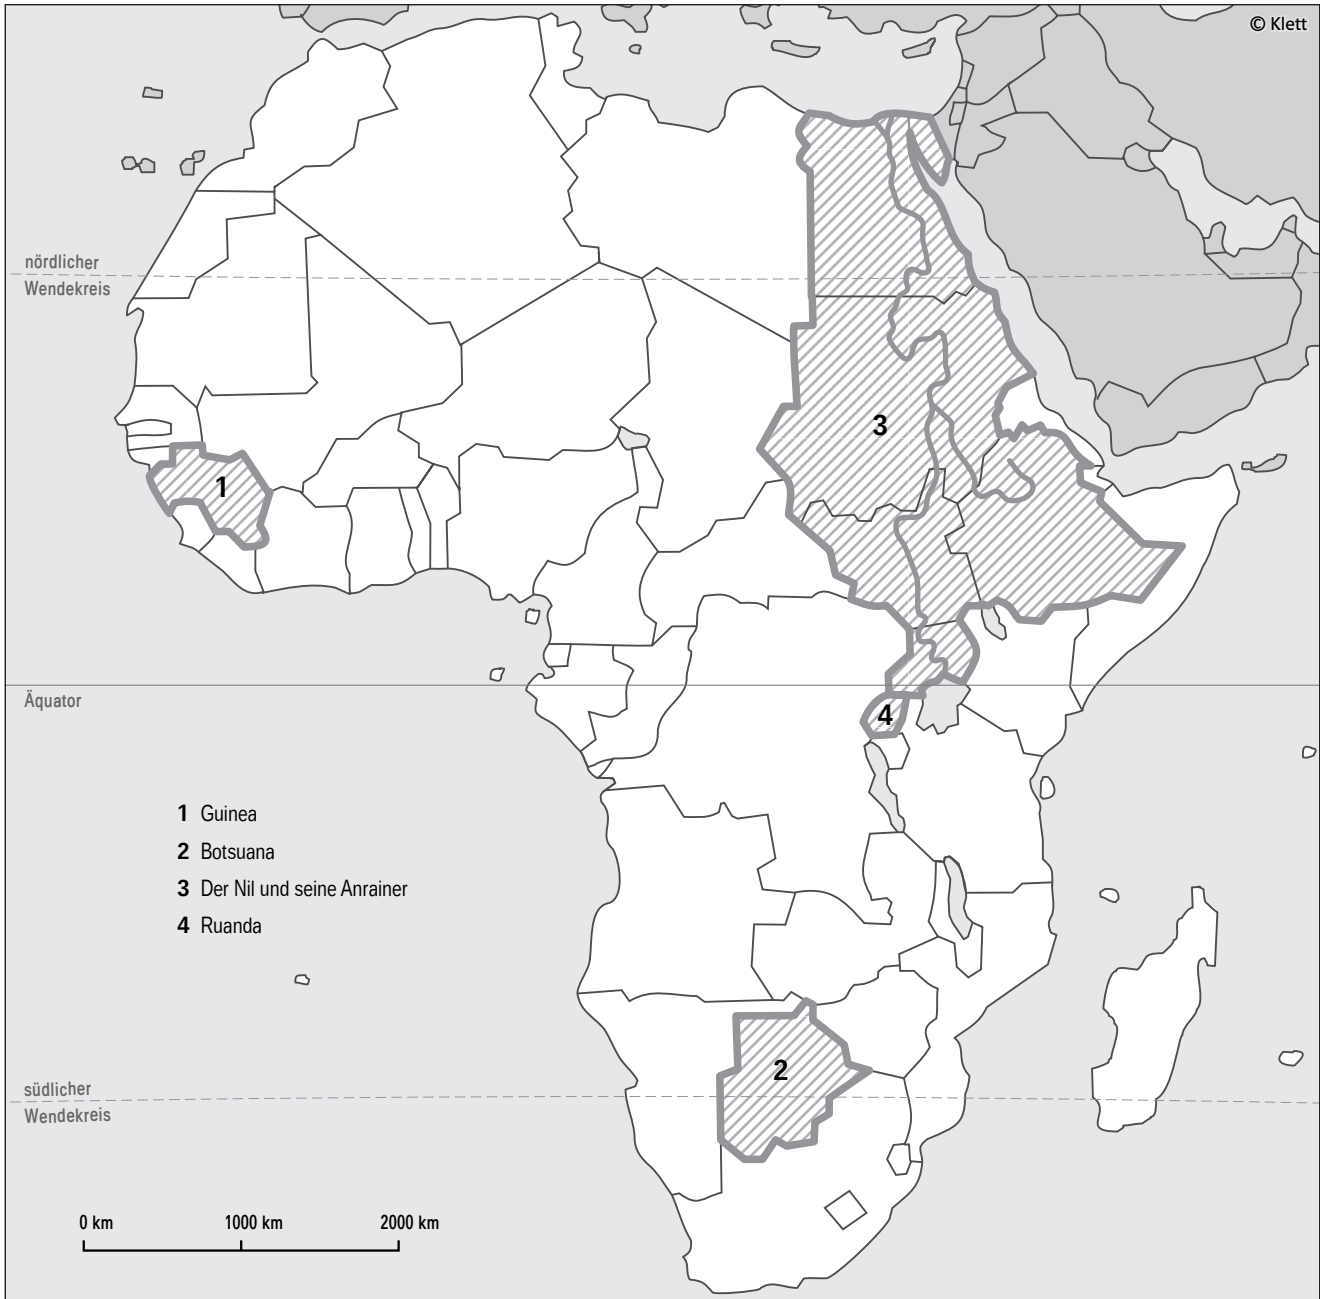 © Klett
nördlicher
Wendekreis
3
1
Äquator
4
1 Guinea
2 Botsuana
3 Der Nil und seine Anrainer
4 Ruanda
2
südlicher
Wendekreis
0 km 1000 km 2000 km